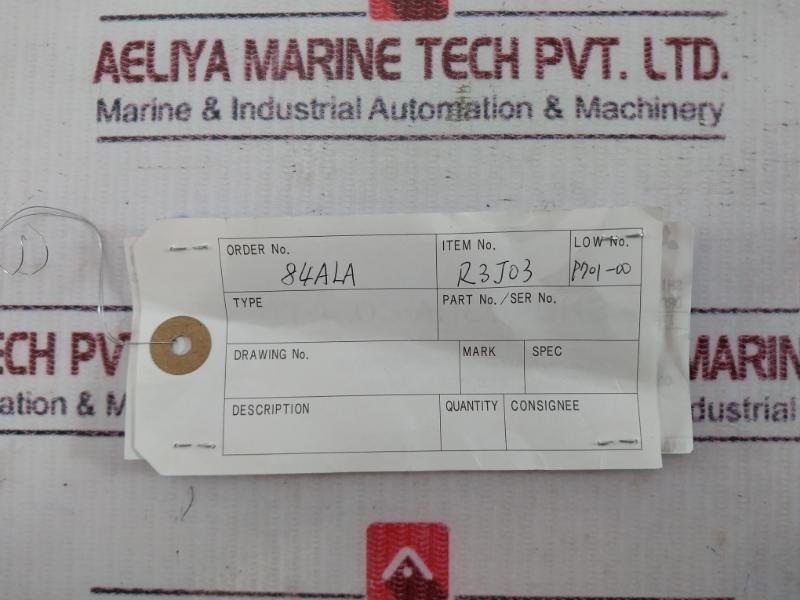 AELIYA MARINE TECH PVT. LTD.
Marine & Industrial Automation & Machinery
ORDER No. ITEM No. LOW No.
84ALA R3J03 P701-00
TYPE PART No. / SER No.
DRAWING No. MARK SPEC
DESCRIPTION QUANTITY CONSIGNEE
ECH PV MARIN
ation & M dustrial